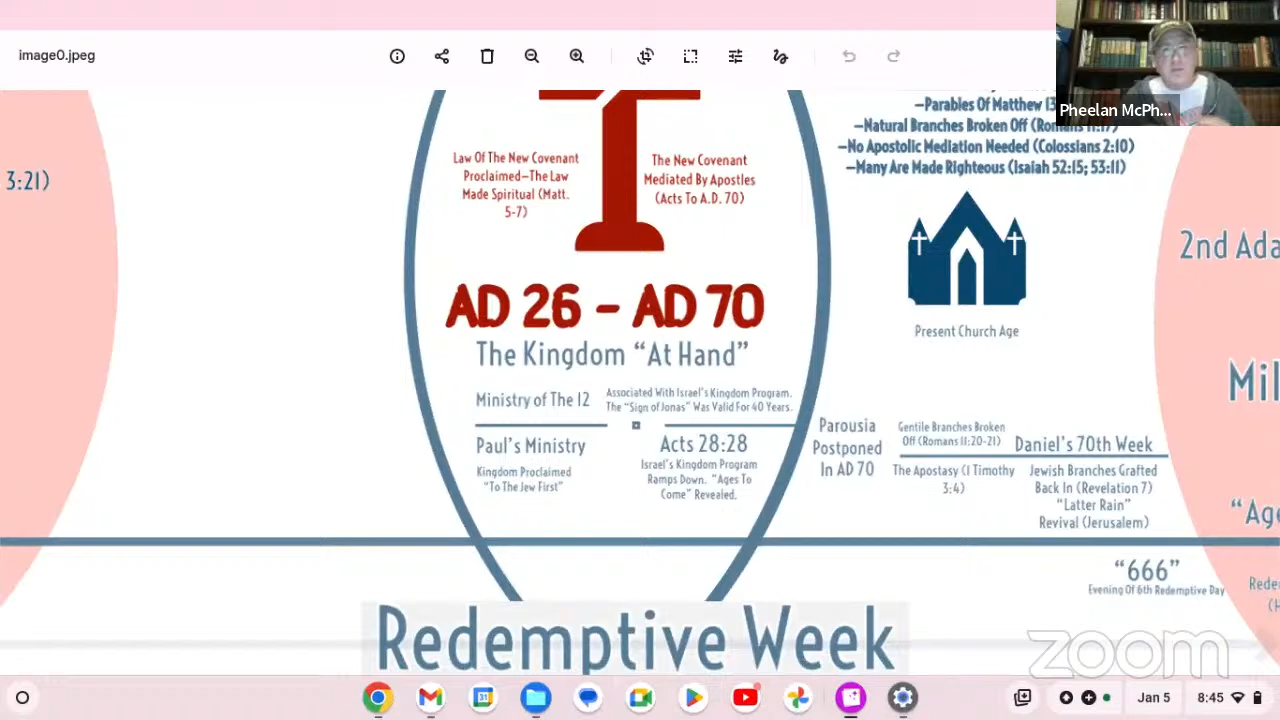 image0.jpeg
Pheelan McPh...
3:21)
Law Of The New Covenant
Proclaimed—The Law
Made Spiritual (Matt.
5-7)
The New Covenant
Mediated By Apostles
(Acts To A.D. 70)
AD 26 – AD 70
The Kingdom “At Hand”
Ministry of The 12
Associated With Israel's Kingdom Program.
The “Sign of Jonas” Was Valid For 40 Years.
Paul's Ministry
Kingdom Proclaimed
“To The Jew First”
Acts 28:28
Israel's Kingdom Program
Ramps Down. “Ages To
Come” Revealed.
—Parables Of Matthew 13
—Natural Branches Broken Off (Romans 11:17)
—No Apostolic Mediation Needed (Colossians 2:10)
—Many Are Made Righteous (Isaiah 52:15; 53:11)
Present Church Age
Parousia
Postponed
In AD 70
Gentile Branches Broken
Off (Romans 11:20-21)
The Apostasy (1 Timothy
3:4)
Daniel's 70th Week
Jewish Branches Grafted
Back In (Revelation 7)
“Latter Rain”
Revival (Jerusalem)
2nd Ada
Mil
“Age
“666”
Evening Of 6th Redemptive Day
Rede
(H
Redemptive Week
zoom
31
Jan 5
8:45